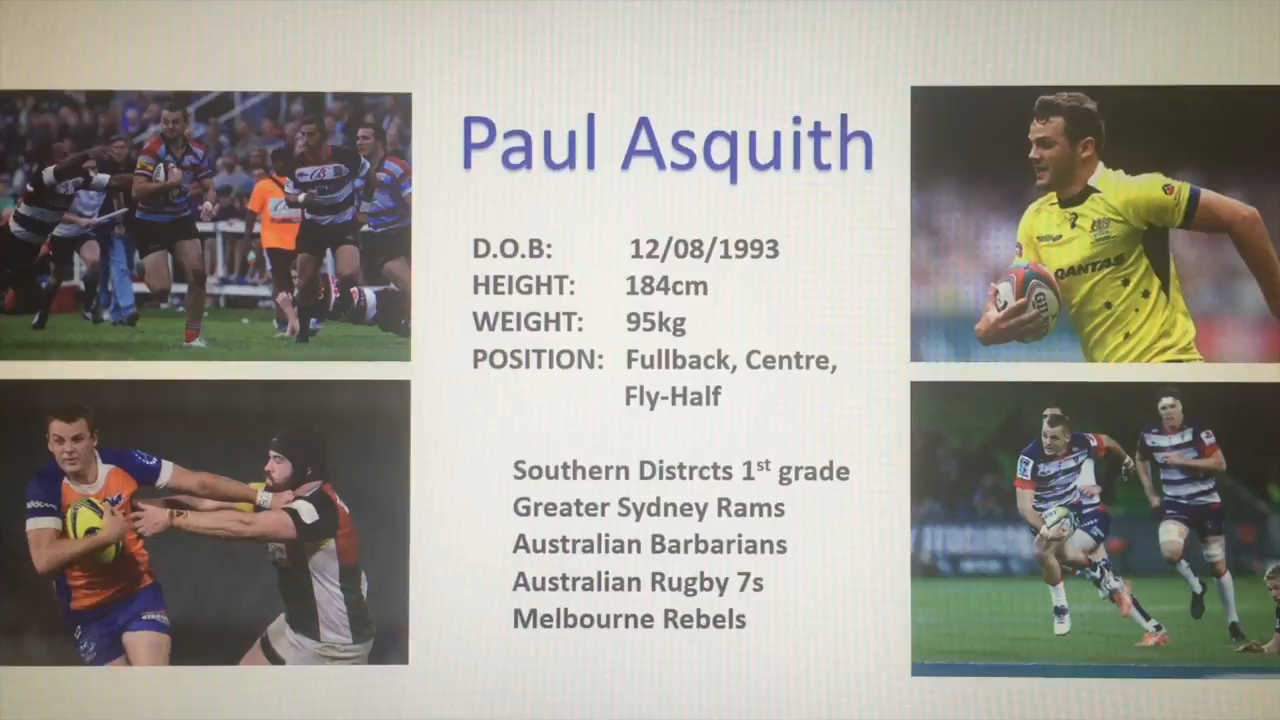 Paul Asquith
D.O.B: 12/08/1993
HEIGHT: 184cm
WEIGHT: 95kg
POSITION: Fullback, Centre,
Fly-Half
Southern Distrcts 1st grade
Greater Sydney Rams
Australian Barbarians
Australian Rugby 7s
Melbourne Rebels
QANTAS